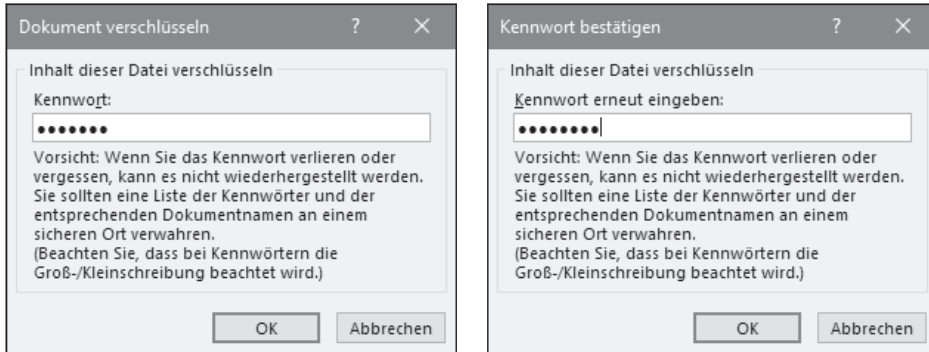 Dokument verschlüsseln
Inhalt dieser Datei verschlüsseln
Kennwort:
•••••••
Vorsicht: Wenn Sie das Kennwort verlieren oder
vergessen, kann es nicht wiederhergestellt werden.
Sie sollten eine Liste der Kennwörter und der
entsprechenden Dokumentnamen an einem
sicheren Ort verwahren.
(Beachten Sie, dass bei Kennwörtern die
Groß-/Kleinschreibung beachtet wird.)
OK
Abbrechen
Kennwort bestätigen
Inhalt dieser Datei verschlüsseln
Kennwort erneut eingeben:
••••••••
Vorsicht: Wenn Sie das Kennwort verlieren oder
vergessen, kann es nicht wiederhergestellt werden.
Sie sollten eine Liste der Kennwörter und der
entsprechenden Dokumentnamen an einem
sicheren Ort verwahren.
(Beachten Sie, dass bei Kennwörtern die
Groß-/Kleinschreibung beachtet wird.)
OK
Abbrechen